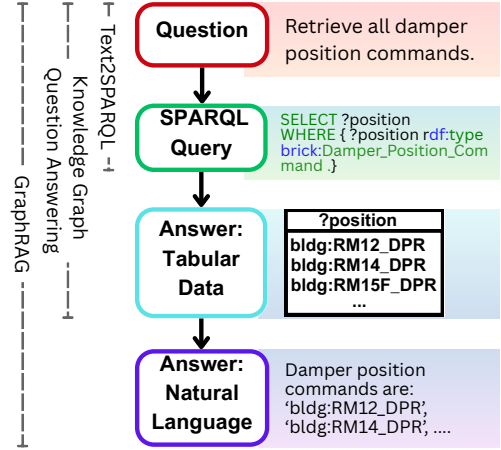 Text2SPARQL
Knowledge Graph
Question Answering
GraphRAG
Question
Retrieve all damper
position commands.
SPARQL
Query
SELECT ?position
WHERE { ?position rdf:type
brick:Damper_Position_Com
mand .}
Answer:
Tabular
Data
?position
bldg:RM12_DPR
bldg:RM14_DPR
bldg:RM15F_DPR
...
Answer:
Natural
Language
Damper position
commands are:
‘bldg:RM12_DPR’,
‘bldg:RM14_DPR’, ....